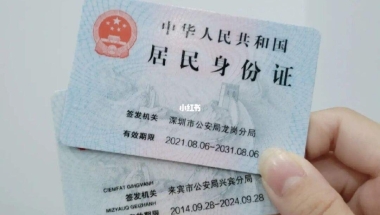 中华人民共和国
居民身份证
小红书
签发机关 深圳市公安局龙岗分局
有效期限 2021.08.06-2031.08.06
签发机关 来宾市公安局兴宾分局
有效期限 2014.09.28-2024.09.28